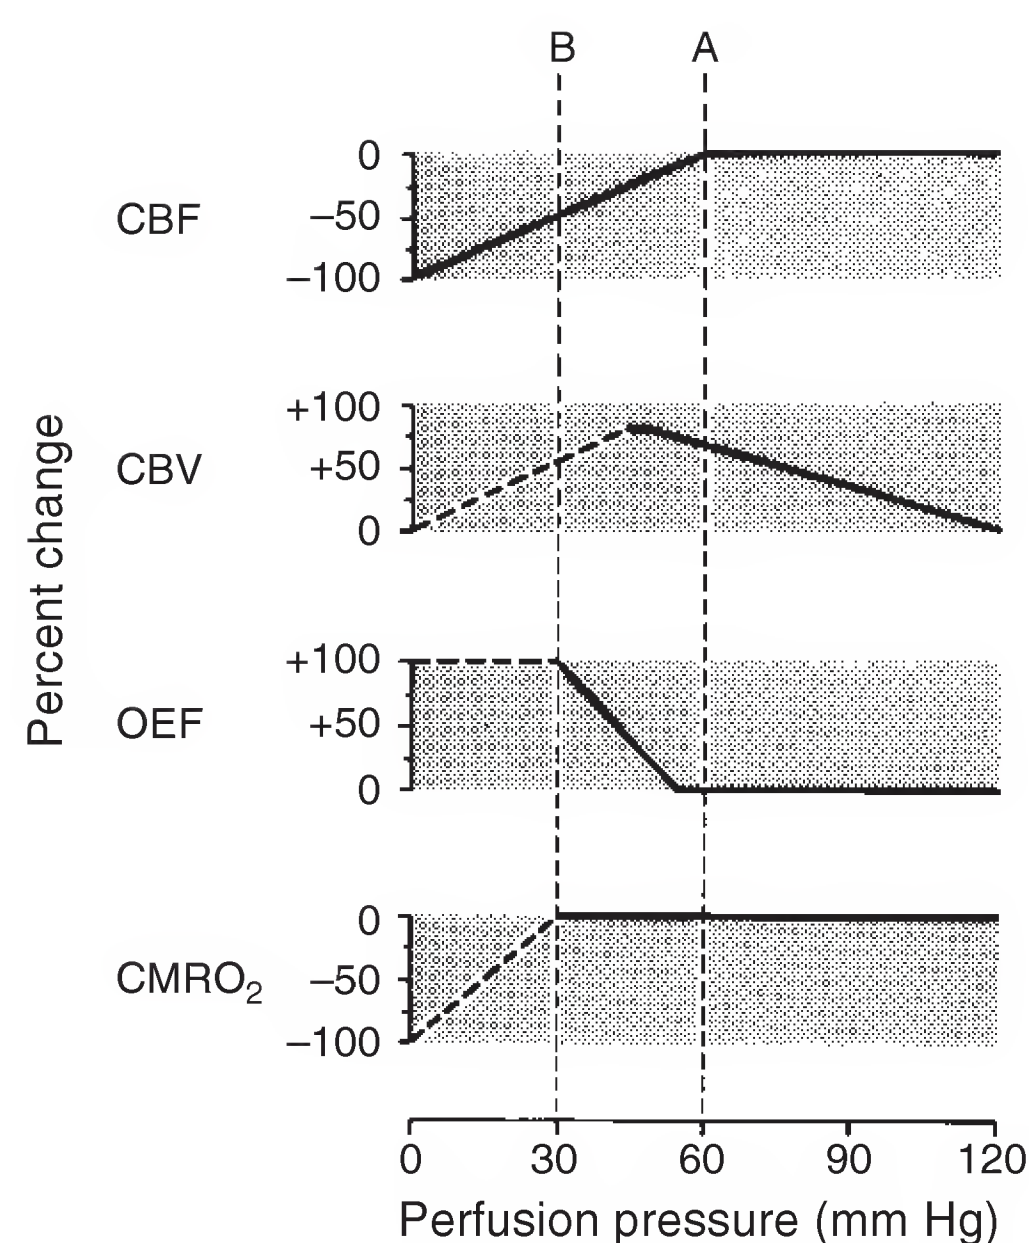 B A
0
CBF –50
–100
+100
CBV +50
0
+100
OEF +50
0
0
CMRO₂ –50
–100
Percent change
0 30 60 90 120
Perfusion pressure (mm Hg)